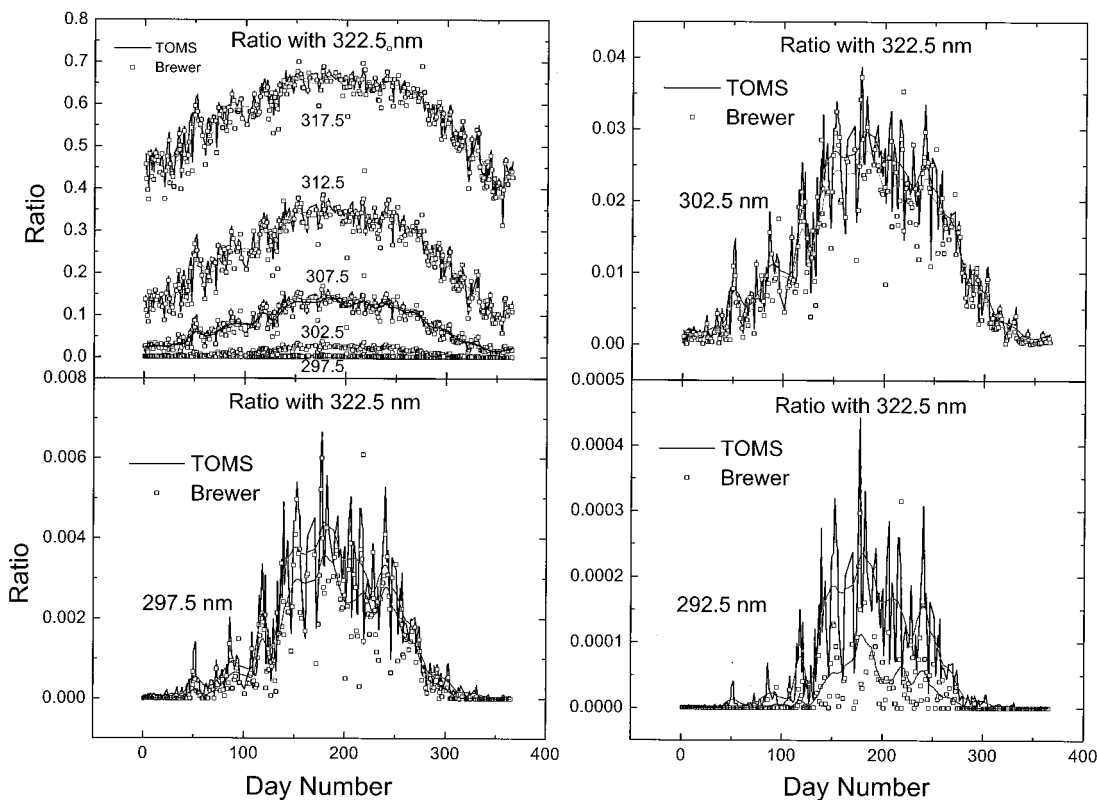 0.8
0.7
0.6
0.5
0.4
0.3
0.2
0.1
0.0
Ratio
TOMS
Brewer
Ratio with 322.5 nm
317.5
312.5
307.5
302.5
297.5
0.04
0.03
0.02
0.01
0.00
Ratio with 322.5 nm
TOMS
Brewer
302.5 nm
0.008
0.006
0.004
0.002
0.000
Ratio
Ratio with 322.5 nm
TOMS
Brewer
297.5 nm
0 100 200 300 400
Day Number
0.0005
0.0004
0.0003
0.0002
0.0001
0.0000
Ratio with 322.5 nm
TOMS
Brewer
292.5 nm
0 100 200 300 400
Day Number